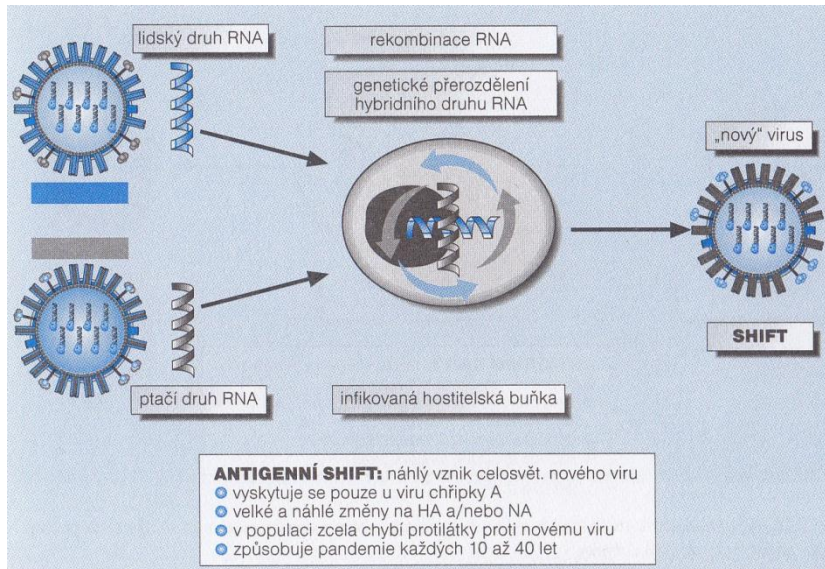 lidský druh RNA
rekombinace RNA
genetické přerozdělení
hybridního druhu RNA
„nový“ virus
SHIFT
ptačí druh RNA
infikovaná hostitelská buňka
ANTIGENNÍ SHIFT: náhlý vznik celosvět. nového viru
vyskytuje se pouze u viru chřipky A
velké a náhlé změny na HA a/nebo NA
v populaci zcela chybí protilátky proti novému viru
způsobuje pandemie každých 10 až 40 let